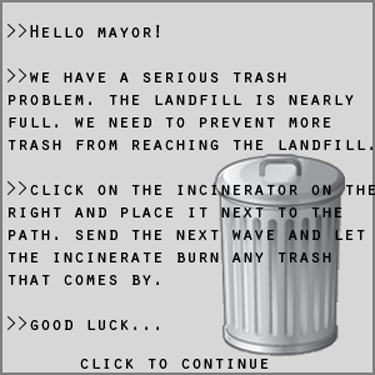 >>HELLO MAYOR!
>>WE HAVE A SERIOUS TRASH
PROBLEM. THE LANDFILL IS NEARLY
FULL. WE NEED TO PREVENT MORE
TRASH FROM REACHING THE LANDFILL.
>>CLICK ON THE INCINERATOR ON THE
RIGHT AND PLACE IT NEXT TO THE
PATH. SEND THE NEXT WAVE AND LET
THE INCINERATE BURN ANY TRASH
THAT COMES BY.
>>GOOD LUCK...
CLICK TO CONTINUE